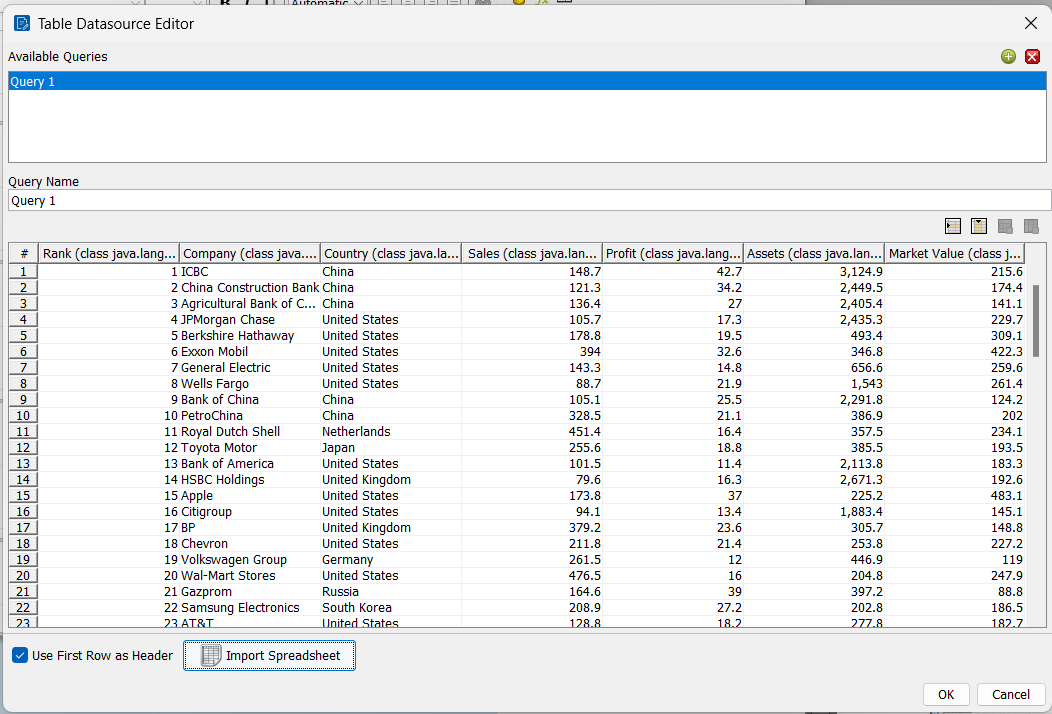 Automatic
Table Datasource Editor
Available Queries
Query 1
Query Name
Query 1
# Rank (class java.lang... Company (class java.... Country (class java.la... Sales (class java.lan... Profit (class java.lang... Assets (class java.lan... Market Value (class j...
1 1 ICBC China 148.7 42.7 3,124.9 215.6
2 2 China Construction Bank China 121.3 34.2 2,449.5 174.4
3 3 Agricultural Bank of C... China 136.4 27 2,405.4 141.1
4 4 JPMorgan Chase United States 105.7 17.3 2,435.3 229.7
5 5 Berkshire Hathaway United States 178.8 19.5 493.4 309.1
6 6 Exxon Mobil United States 394 32.6 346.8 422.3
7 7 General Electric United States 143.3 14.8 656.6 259.6
8 8 Wells Fargo United States 88.7 21.9 1,543 261.4
9 9 Bank of China China 105.1 25.5 2,291.8 124.2
10 10 PetroChina China 328.5 21.1 386.9 202
11 11 Royal Dutch Shell Netherlands 451.4 16.4 357.5 234.1
12 12 Toyota Motor Japan 255.6 18.8 385.5 193.5
13 13 Bank of America United States 101.5 11.4 2,113.8 183.3
14 14 HSBC Holdings United Kingdom 79.6 16.3 2,671.3 192.6
15 15 Apple United States 173.8 37 225.2 483.1
16 16 Citigroup United States 94.1 13.4 1,883.4 145.1
17 17 BP United Kingdom 379.2 23.6 305.7 148.8
18 18 Chevron United States 211.8 21.4 253.8 227.2
19 19 Volkswagen Group Germany 261.5 12 446.9 119
20 20 Wal-Mart Stores United States 476.5 16 204.8 247.9
21 21 Gazprom Russia 164.6 39 397.2 88.8
22 22 Samsung Electronics South Korea 208.9 27.2 202.8 186.5
23 23 AT&T United States 128.8 18.2 277.8 182.7
Use First Row as Header Import Spreadsheet
OK Cancel